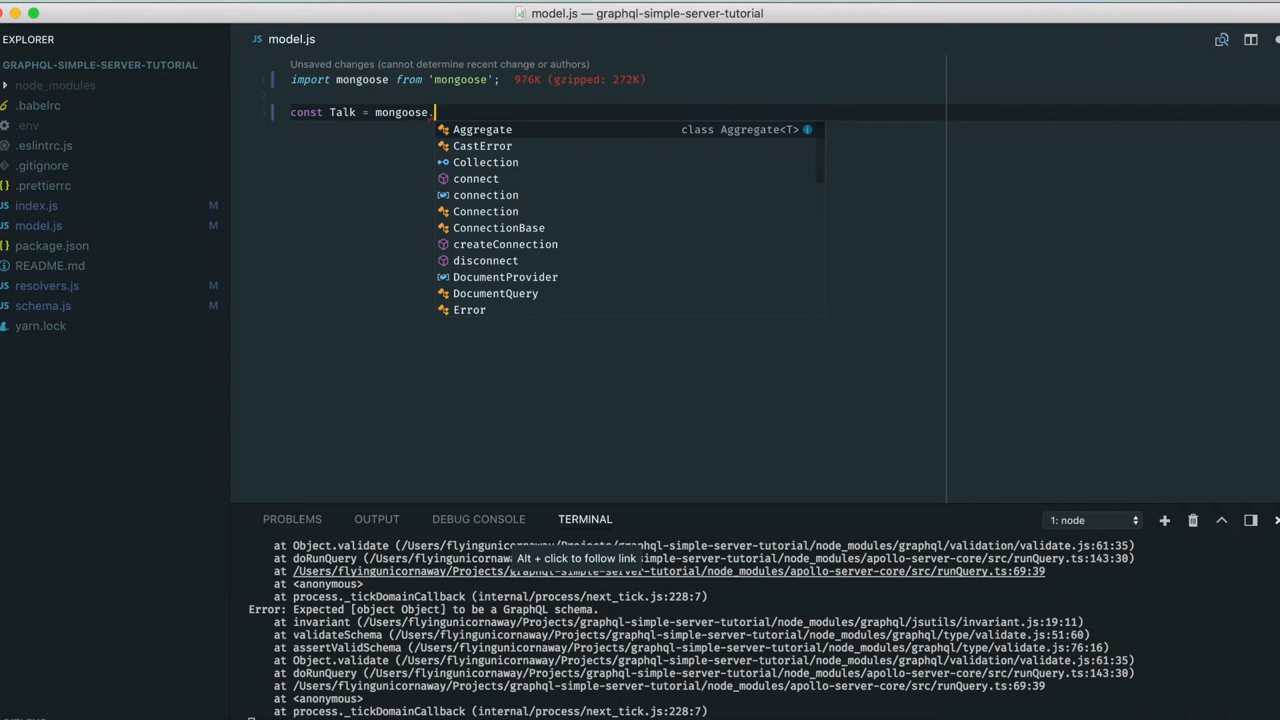 model.js — graphql-simple-server-tutorial
EXPLORER
GRAPHQL-SIMPLE-SERVER-TUTORIAL
node_modules
.babelrc
.env
.eslintrc.js
.gitignore
.prettierrc
JS index.js M
JS model.js M
package.json
README.md
JS resolvers.js M
JS schema.js M
yarn.lock
JS model.js
Unsaved changes (cannot determine recent change or authors)
1 import mongoose from 'mongoose'; 976K (gzipped: 272K)
2
3 const Talk = mongoose.
Aggregate class Aggregate<T>
CastError
Collection
connect
connection
Connection
ConnectionBase
createConnection
disconnect
DocumentProvider
DocumentQuery
Error
PROBLEMS OUTPUT DEBUG CONSOLE TERMINAL 1: node
at Object.validate (/Users/flyingunicornaway/Projects/graphql-simple-server-tutorial/node_modules/graphql/validation/validate.js:61:35)
at doRunQuery (/Users/flyingunicornaway/Projects/graphql-simple-server-tutorial/node_modules/apollo-server-core/src/runQuery.ts:143:30)
Alt + click to follow link
at /Users/flyingunicornaway/Projects/graphql-simple-server-tutorial/node_modules/apollo-server-core/src/runQuery.ts:69:39
at <anonymous>
at process._tickDomainCallback (internal/process/next_tick.js:228:7)
Error: Expected [object Object] to be a GraphQL schema.
at invariant (/Users/flyingunicornaway/Projects/graphql-simple-server-tutorial/node_modules/graphql/jsutils/invariant.js:19:11)
at validateSchema (/Users/flyingunicornaway/Projects/graphql-simple-server-tutorial/node_modules/graphql/type/validate.js:51:60)
at assertValidSchema (/Users/flyingunicornaway/Projects/graphql-simple-server-tutorial/node_modules/graphql/type/validate.js:76:16)
at Object.validate (/Users/flyingunicornaway/Projects/graphql-simple-server-tutorial/node_modules/graphql/validation/validate.js:61:35)
at doRunQuery (/Users/flyingunicornaway/Projects/graphql-simple-server-tutorial/node_modules/apollo-server-core/src/runQuery.ts:143:30)
at /Users/flyingunicornaway/Projects/graphql-simple-server-tutorial/node_modules/apollo-server-core/src/runQuery.ts:69:39
at <anonymous>
at process._tickDomainCallback (internal/process/next_tick.js:228:7)